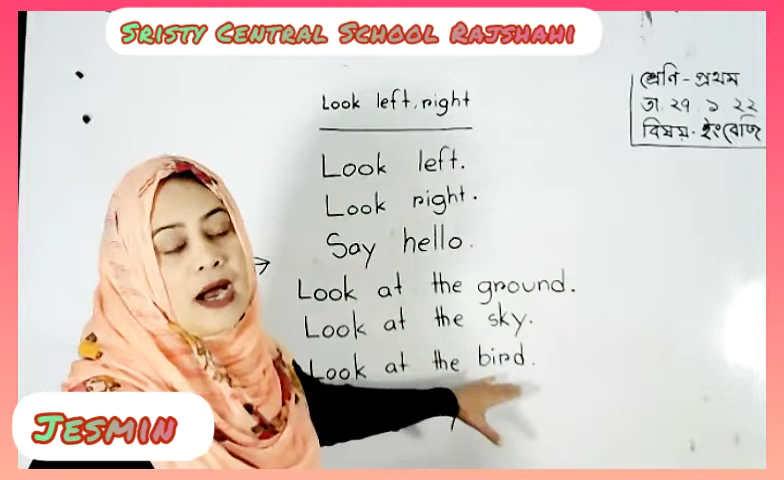 Sristy Central School Rajshahi
শ্রেণি - প্রথম
তা. ২৭. ১. ২২
বিষয় - ইংরেজি
Look left, right
Look left.
Look right.
Say hello.
Look at the ground.
Look at the sky.
Look at the bird.
Jesmin